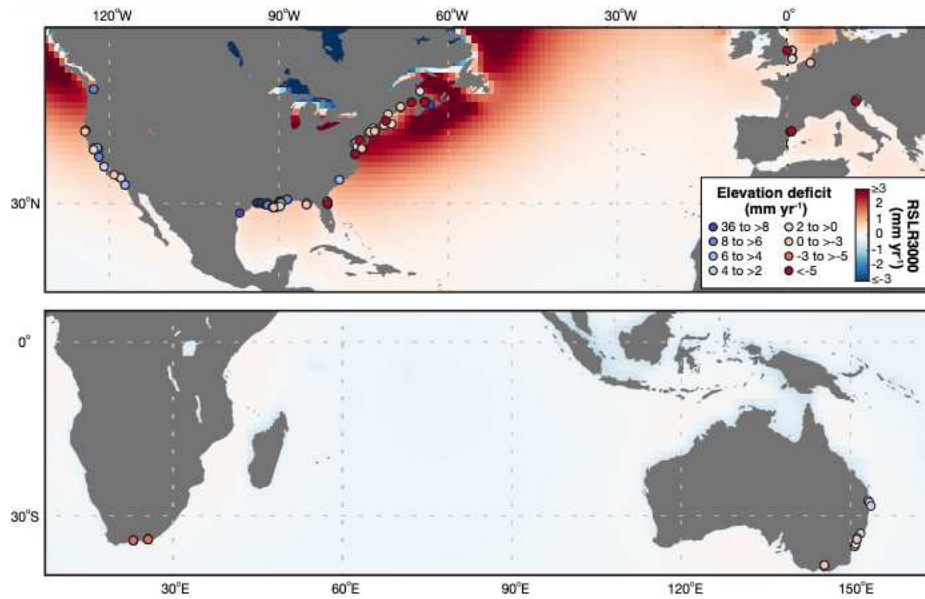 120°W 90°W 60°W 0°
30°N
Elevation deficit
(mm yr⁻¹)
36 to >8 2 to >0
8 to >6 0 to >-3
6 to >4 -3 to >-5
4 to >2 <-5
≥3
2
1
0
-1
-2
≤-3
RSLR3000
(mm yr⁻¹)
0°
30°S
30°E 60°E 90°E 120°E 150°E